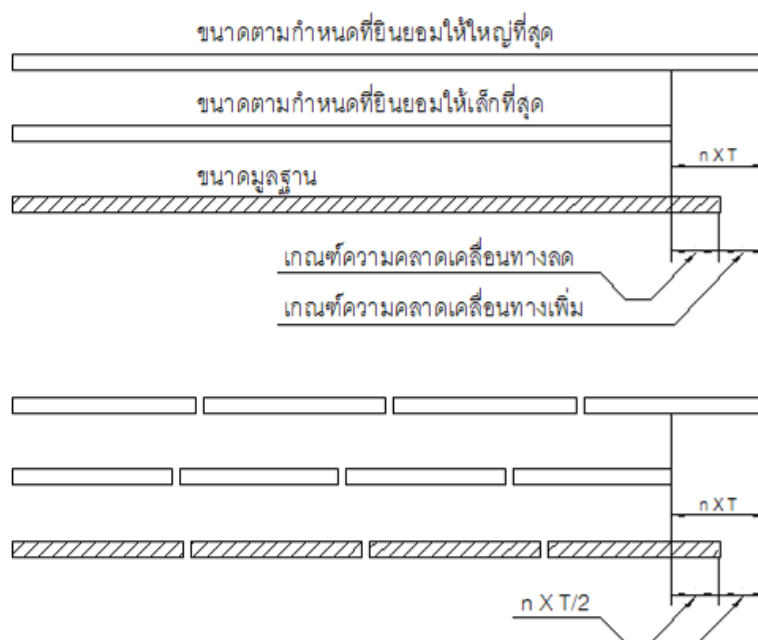 ขนาดตามกำหนดที่ยินยอมให้ใหญ่ที่สุด
ขนาดตามกำหนดที่ยินยอมให้เล็กที่สุด
n X T
ขนาดมูลฐาน
เกณฑ์ความคลาดเคลื่อนทางลด
เกณฑ์ความคลาดเคลื่อนทางเพิ่ม
n X T
n X T/2